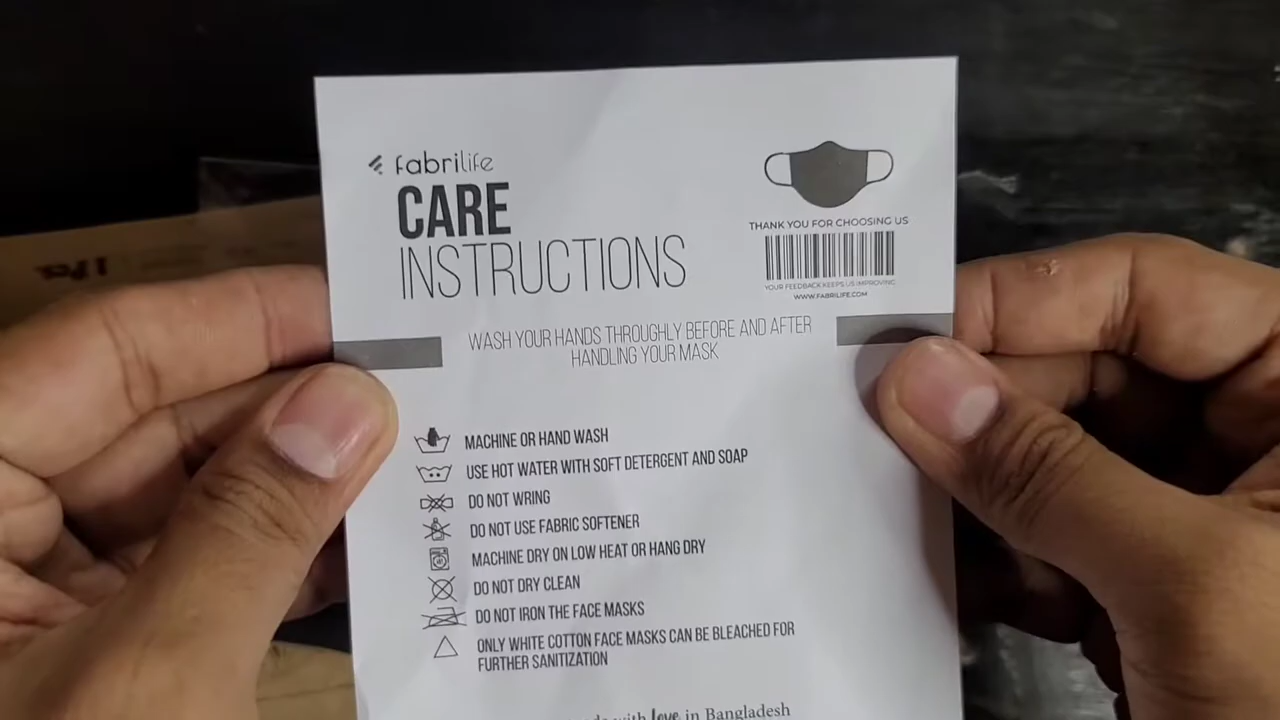 fabrilife
CARE
INSTRUCTIONS
THANK YOU FOR CHOOSING US
YOUR FEEDBACK KEEPS US IMPROVING
WWW.FABRILIFE.COM
WASH YOUR HANDS THROUGHLY BEFORE AND AFTER
HANDLING YOUR MASK
MACHINE OR HAND WASH
USE HOT WATER WITH SOFT DETERGENT AND SOAP
DO NOT WRING
DO NOT USE FABRIC SOFTENER
MACHINE DRY ON LOW HEAT OR HANG DRY
DO NOT DRY CLEAN
DO NOT IRON THE FACE MASKS
ONLY WHITE COTTON FACE MASKS CAN BE BLEACHED FOR
FURTHER SANITIZATION
with love in Bangladesh